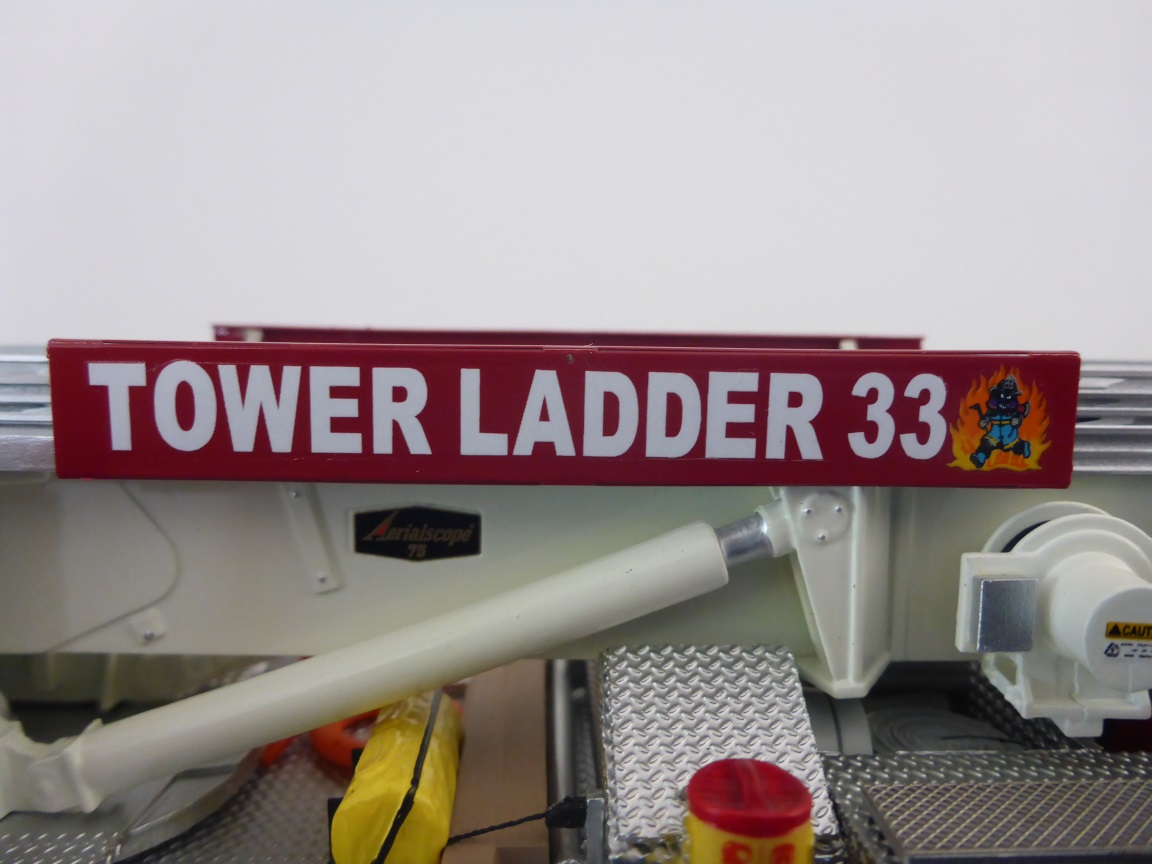 TOWER LADDER 33
Aerialscope
75
CAUT